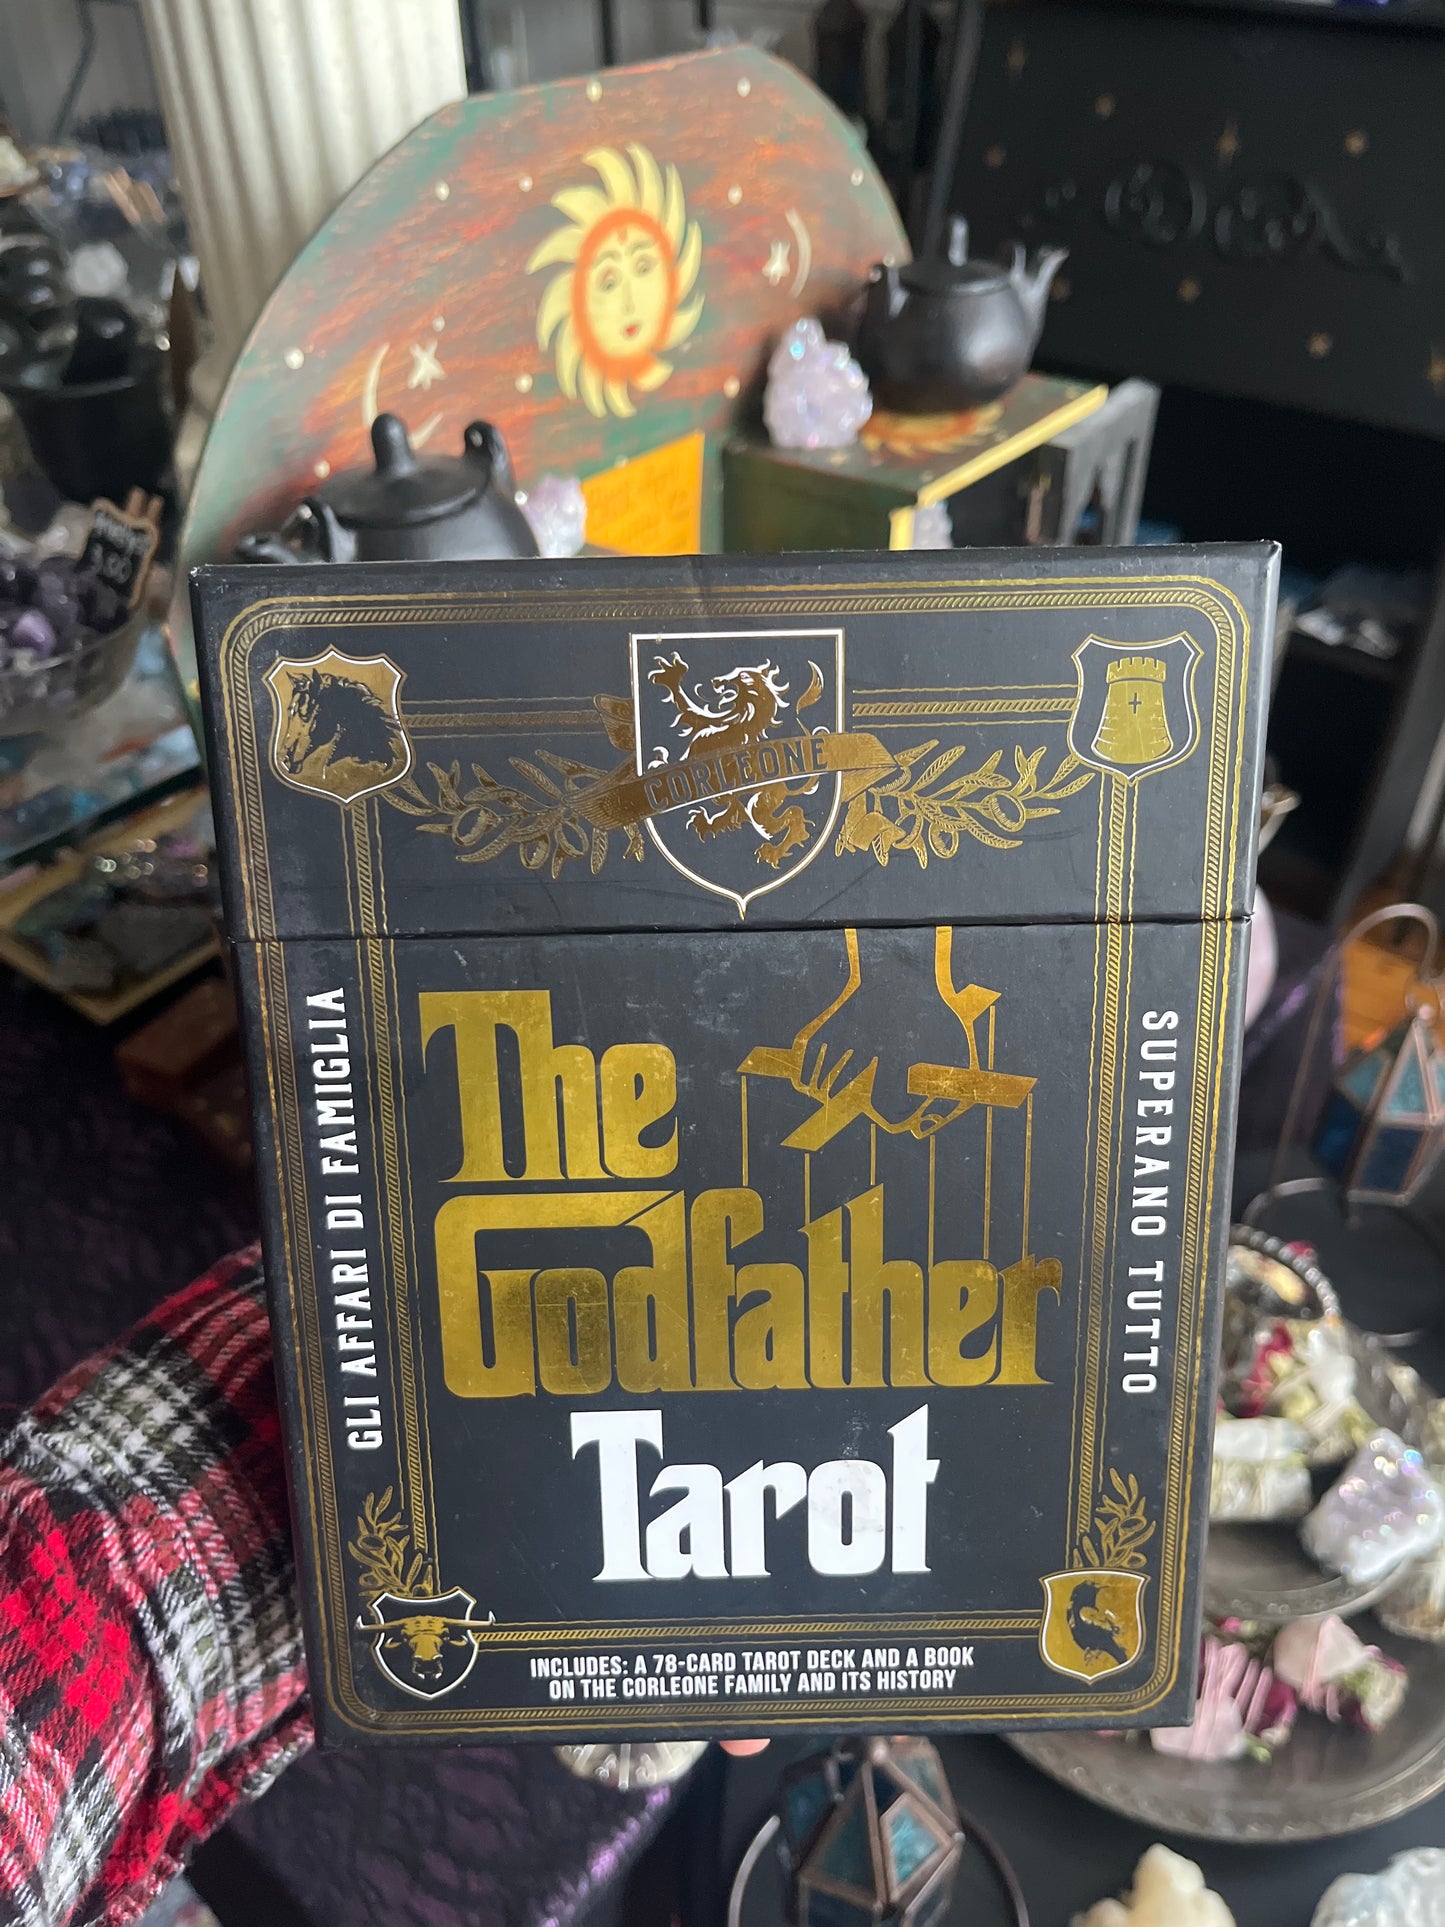 CORLEONE
GLI AFFARI DI FAMIGLIA
The
Godfather
Tarot
SUPERANO TUTTO
INCLUDES: A 78-CARD TAROT DECK AND A BOOK
ON THE CORLEONE FAMILY AND ITS HISTORY